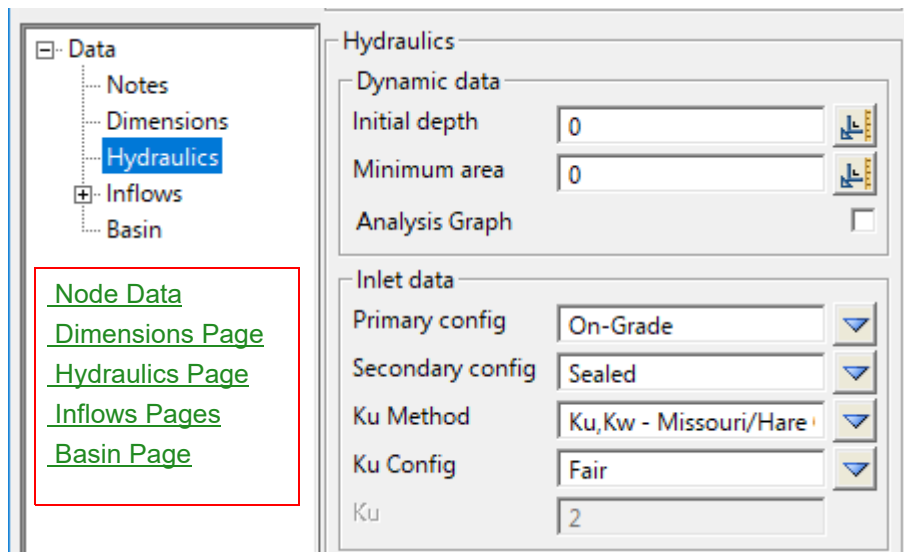 Data
Notes
Dimensions
Hydraulics
Inflows
Basin
Node Data
Dimensions Page
Hydraulics Page
Inflows Pages
Basin Page
Hydraulics
Dynamic data
Initial depth 0
Minimum area 0
Analysis Graph
Inlet data
Primary config On-Grade
Secondary config Sealed
Ku Method Ku,Kw - Missouri/Hare
Ku Config Fair
Ku 2